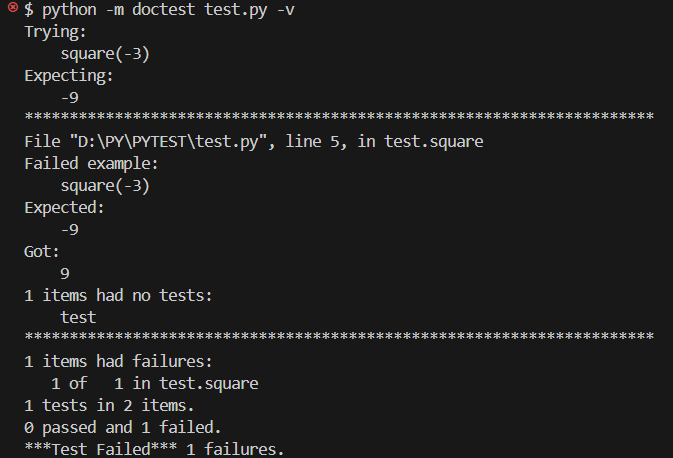 $ python -m doctest test.py -v
Trying:
    square(-3)
Expecting:
    -9
**********************************************************************
File "D:\PY\PYTEST\test.py", line 5, in test.square
Failed example:
    square(-3)
Expected:
    -9
Got:
    9
1 items had no tests:
    test
**********************************************************************
1 items had failures:
   1 of   1 in test.square
1 tests in 2 items.
0 passed and 1 failed.
***Test Failed*** 1 failures.